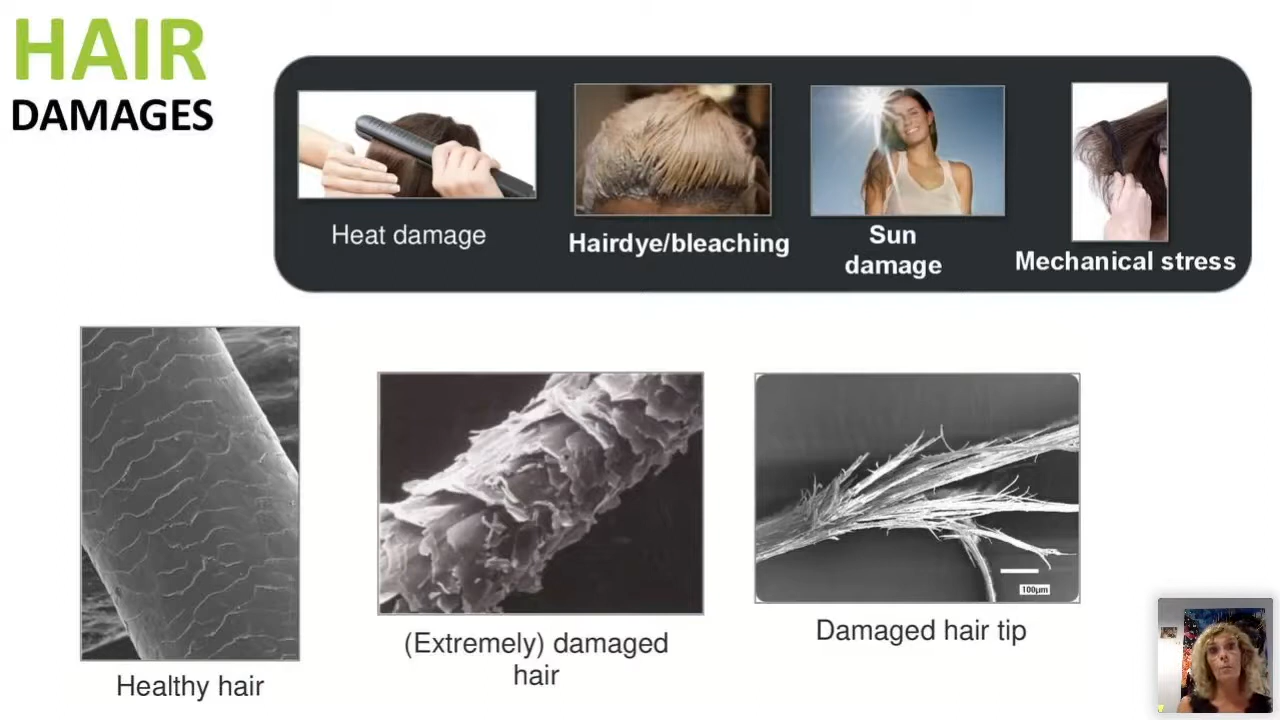 HAIR
DAMAGES
Heat damage
Hairdye/bleaching
Sun
damage
Mechanical stress
100µm
Healthy hair
(Extremely) damaged
hair
Damaged hair tip